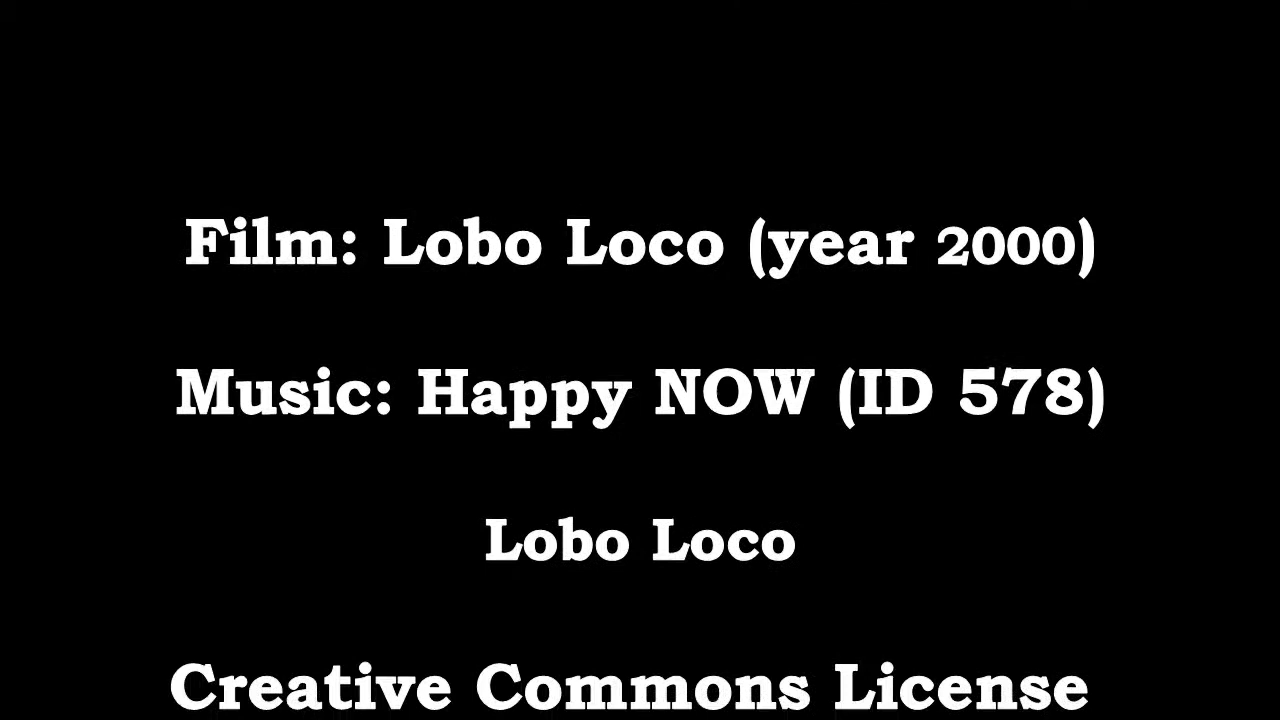 Film: Lobo Loco (year 2000)
Music: Happy NOW (ID 578)
Lobo Loco
Creative Commons License